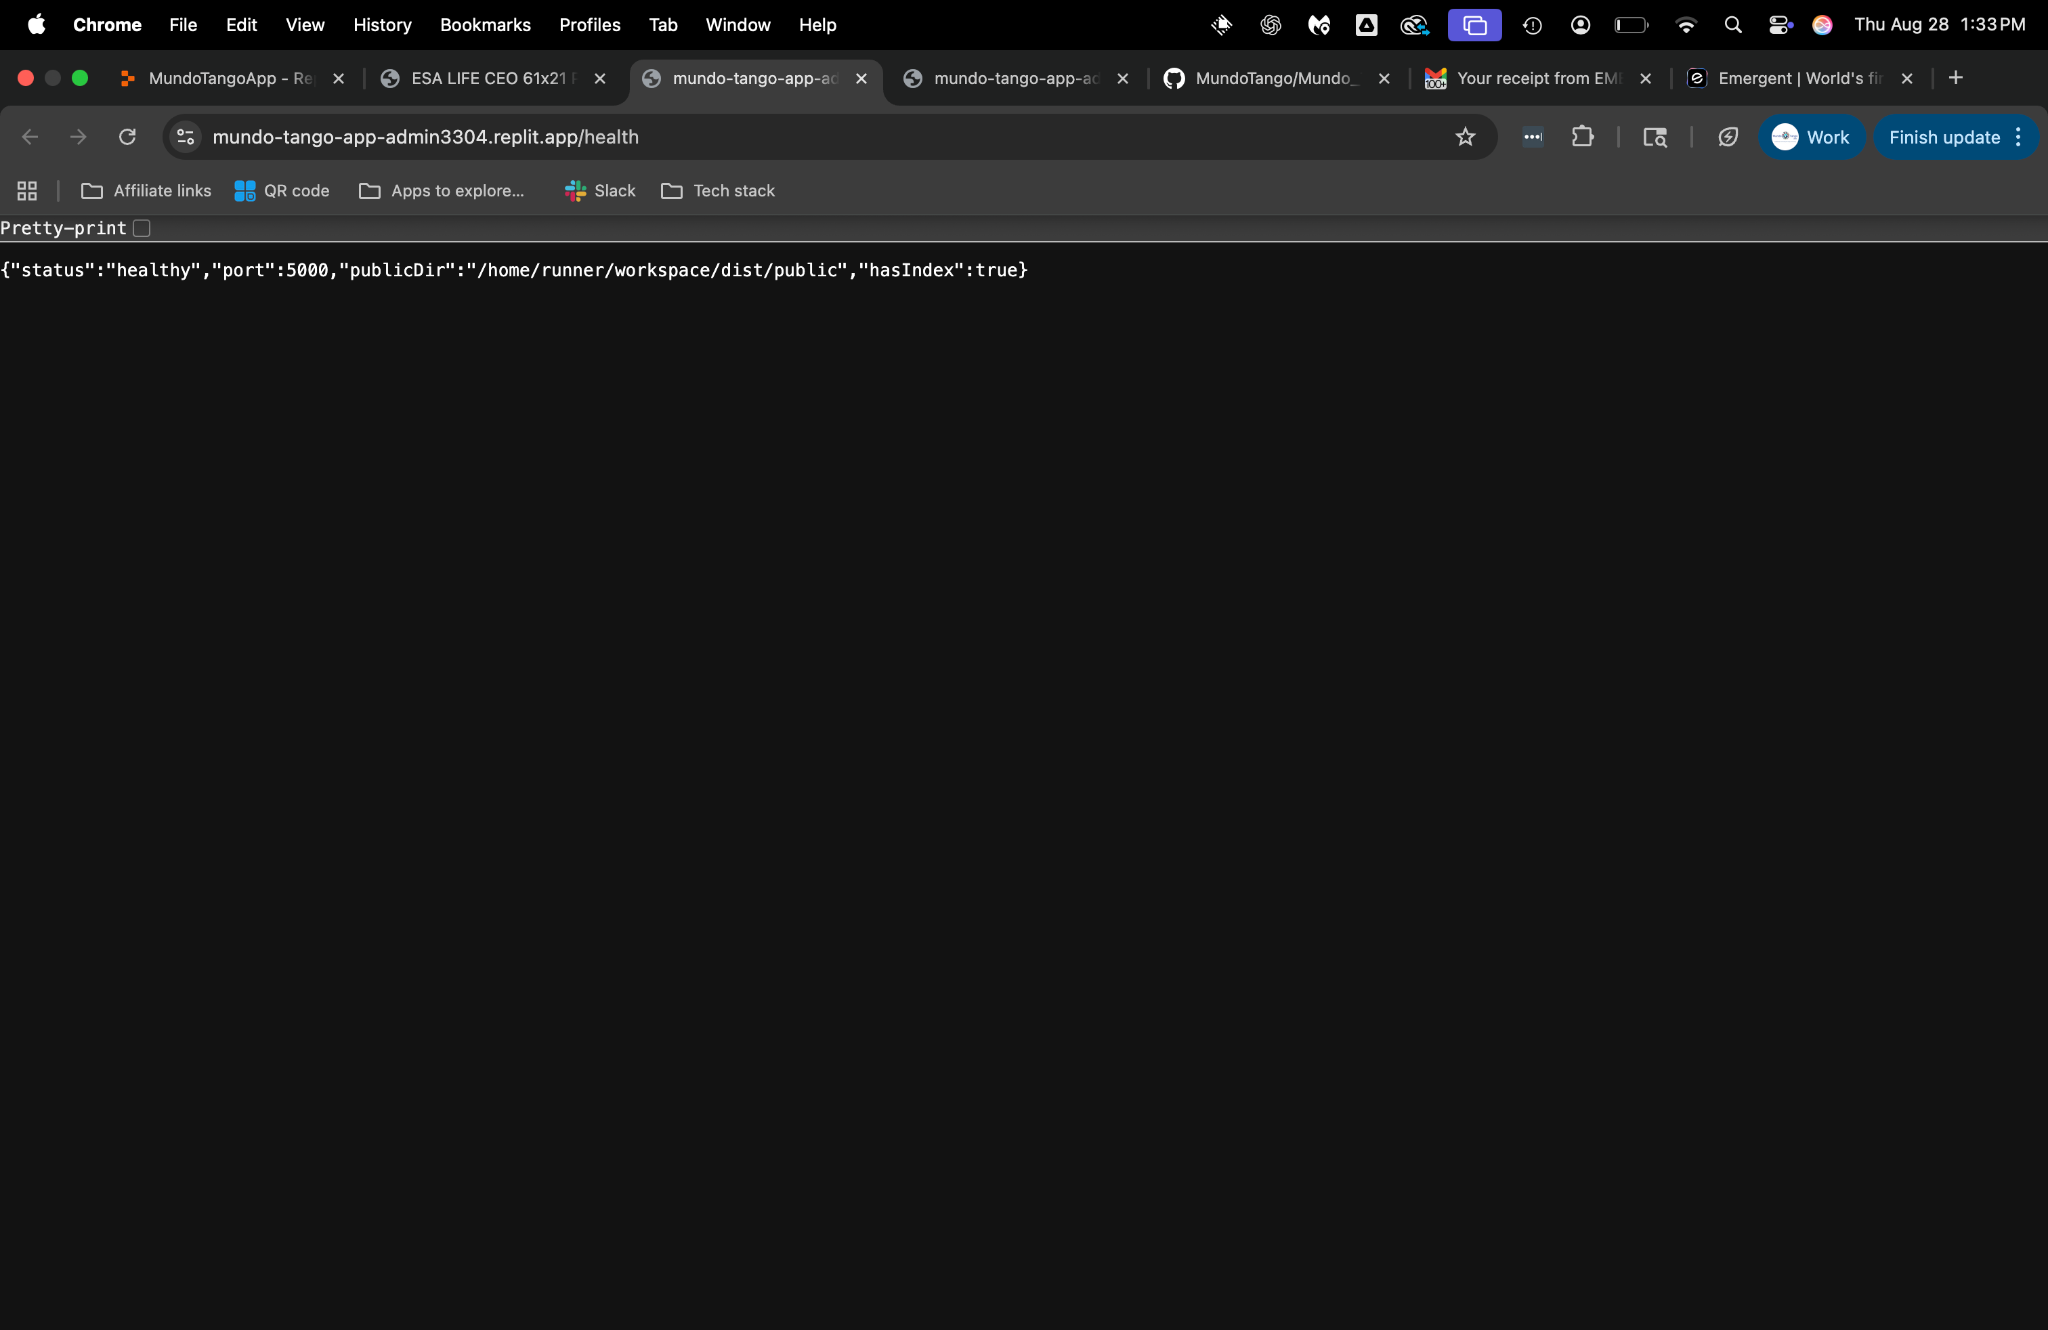 Chrome File Edit View History Bookmarks Profiles Tab Window Help Thu Aug 28 1:33 PM
MundoTangoApp - Re ESA LIFE CEO 61x21 mundo-tango-app-ad mundo-tango-app-ad MundoTango/Mundo_ Your receipt from EM Emergent | World's fir
mundo-tango-app-admin3304.replit.app/health Work Finish update
Affiliate links QR code Apps to explore... Slack Tech stack
Pretty-print
{"status":"healthy","port":5000,"publicDir":"/home/runner/workspace/dist/public","hasIndex":true}